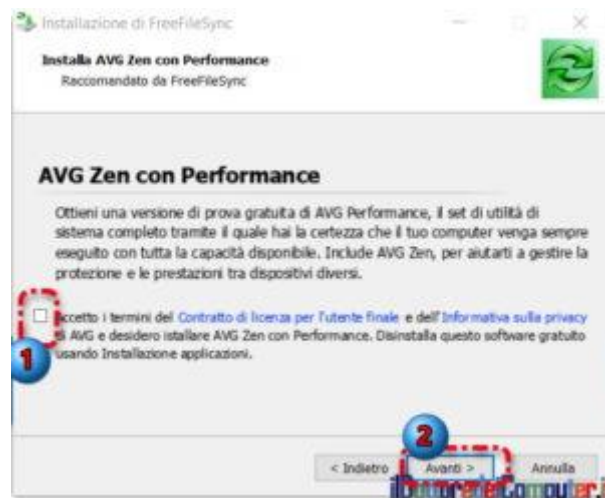 Installazione di FreeFileSync
Installa AVG Zen con Performance
Raccomandato da FreeFileSync
AVG Zen con Performance
Ottieni una versione di prova gratuita di AVG Performance, il set di utilità di
sistema completo tramite il quale hai la certezza che il tuo computer venga sempre
eseguito con tutta la capacità disponibile. Include AVG Zen, per aiutarti a gestire la
protezione e le prestazioni tra dispositivi diversi.
Accetto i termini del Contratto di licenza per l'utente finale e dell'Informativa sulla privacy
di AVG e desidero istallare AVG Zen con Performance. Disinstalla questo software gratuito
usando Installazione applicazioni.
1
2
< Indietro Avanti > Annulla